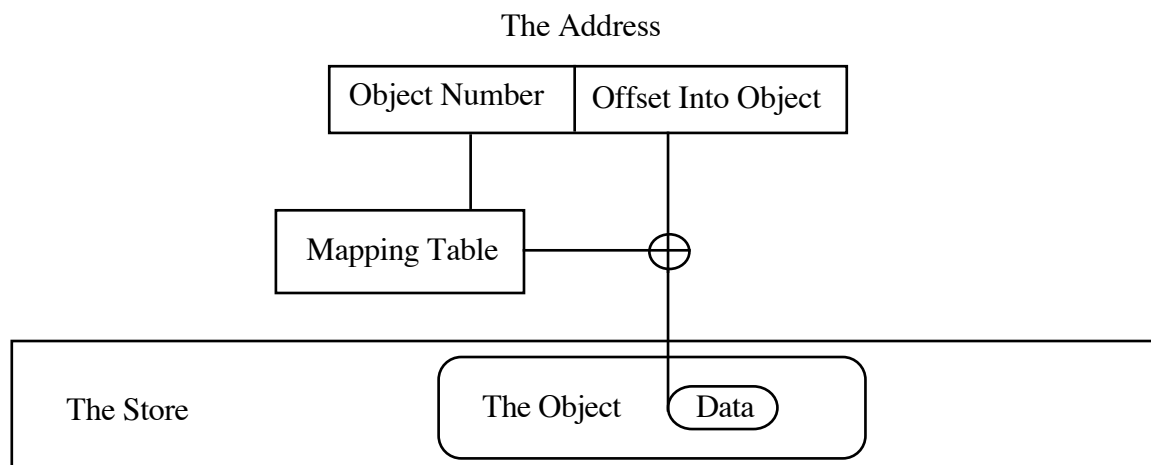 The Address
Object Number
Offset Into Object
Mapping Table
The Store
The Object
Data